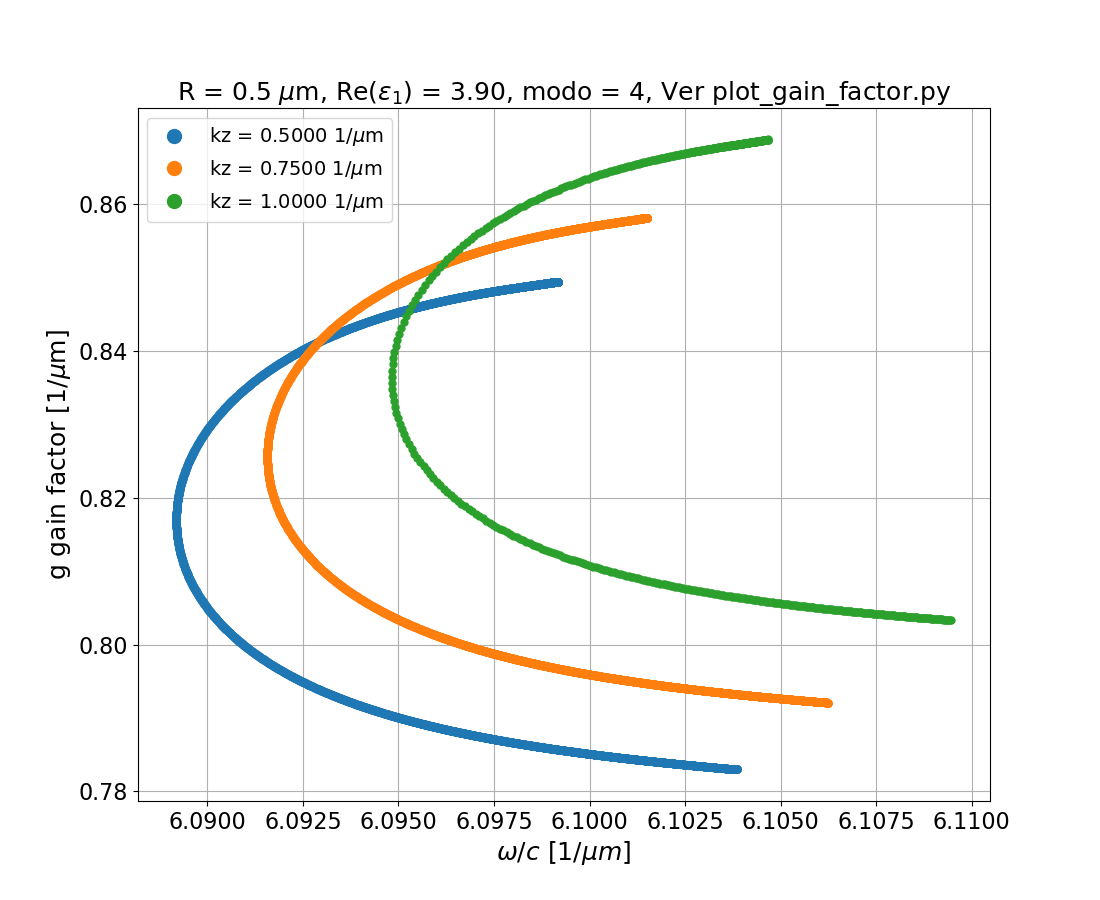 R = 0.5 μm, Re(ε₁) = 3.90, modo = 4, Ver plot_gain_factor.py
kz = 0.5000 1/μm
kz = 0.7500 1/μm
kz = 1.0000 1/μm
g gain factor [1/μm]
0.86
0.84
0.82
0.80
0.78
6.0900 6.0925 6.0950 6.0975 6.1000 6.1025 6.1050 6.1075 6.1100
ω/c [1/μm]